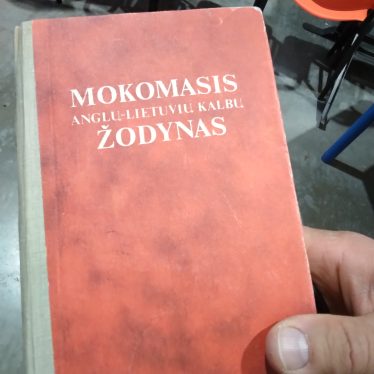 MOKOMASIS
ANGLŲ-LIETUVIŲ KALBŲ
ŽODYNAS